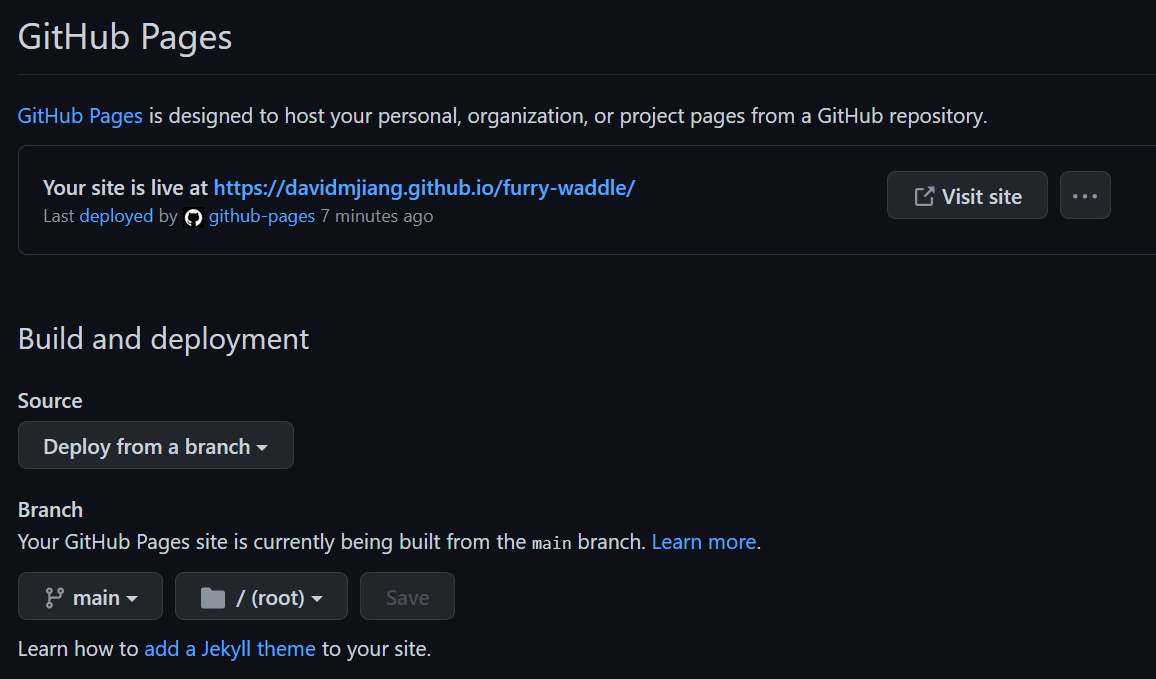 GitHub Pages
GitHub Pages is designed to host your personal, organization, or project pages from a GitHub repository.
Your site is live at https://davidmjiang.github.io/furry-waddle/
Last deployed by github-pages 7 minutes ago
Visit site
Build and deployment
Source
Deploy from a branch
Branch
Your GitHub Pages site is currently being built from the main branch. Learn more.
main / (root) Save
Learn how to add a Jekyll theme to your site.